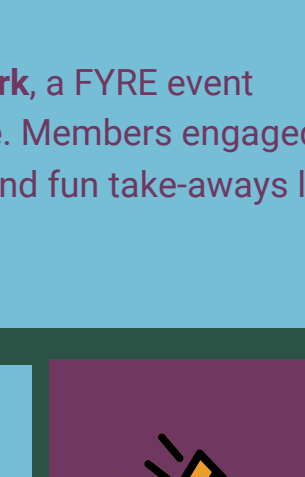 rk, a FYRE event
. Members engaged
nd fun take-aways l